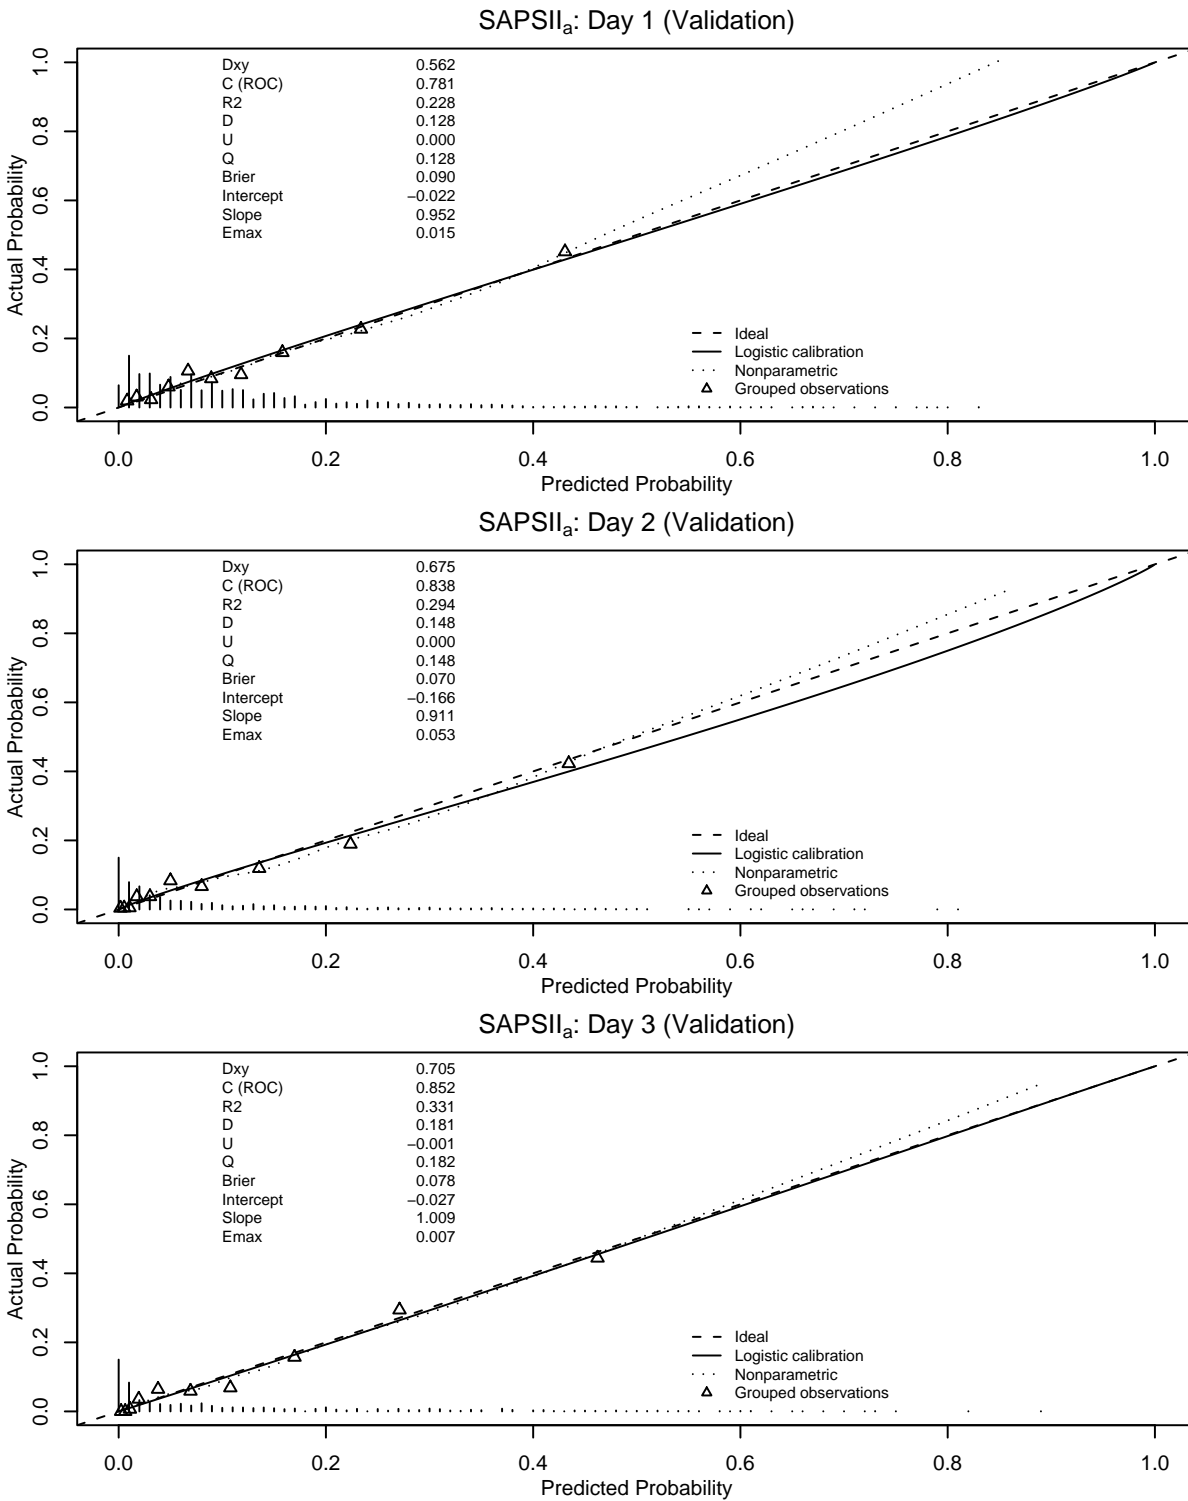 SAPSIIa: Day 1 (Validation)
Actual Probability
0.0 0.2 0.4 0.6 0.8 1.0
Dxy 0.562
C (ROC) 0.781
R2 0.228
D 0.128
U 0.000
Q 0.128
Brier 0.090
Intercept −0.022
Slope 0.952
Emax 0.015
Ideal
Logistic calibration
Nonparametric
Grouped observations
0.0 0.2 0.4 0.6 0.8 1.0
Predicted Probability
SAPSIIa: Day 2 (Validation)
Actual Probability
0.0 0.2 0.4 0.6 0.8 1.0
Dxy 0.675
C (ROC) 0.838
R2 0.294
D 0.148
U 0.000
Q 0.148
Brier 0.070
Intercept −0.166
Slope 0.911
Emax 0.053
Ideal
Logistic calibration
Nonparametric
Grouped observations
0.0 0.2 0.4 0.6 0.8 1.0
Predicted Probability
SAPSIIa: Day 3 (Validation)
Actual Probability
0.0 0.2 0.4 0.6 0.8 1.0
Dxy 0.705
C (ROC) 0.852
R2 0.331
D 0.181
U −0.001
Q 0.182
Brier 0.078
Intercept −0.027
Slope 1.009
Emax 0.007
Ideal
Logistic calibration
Nonparametric
Grouped observations
0.0 0.2 0.4 0.6 0.8 1.0
Predicted Probability